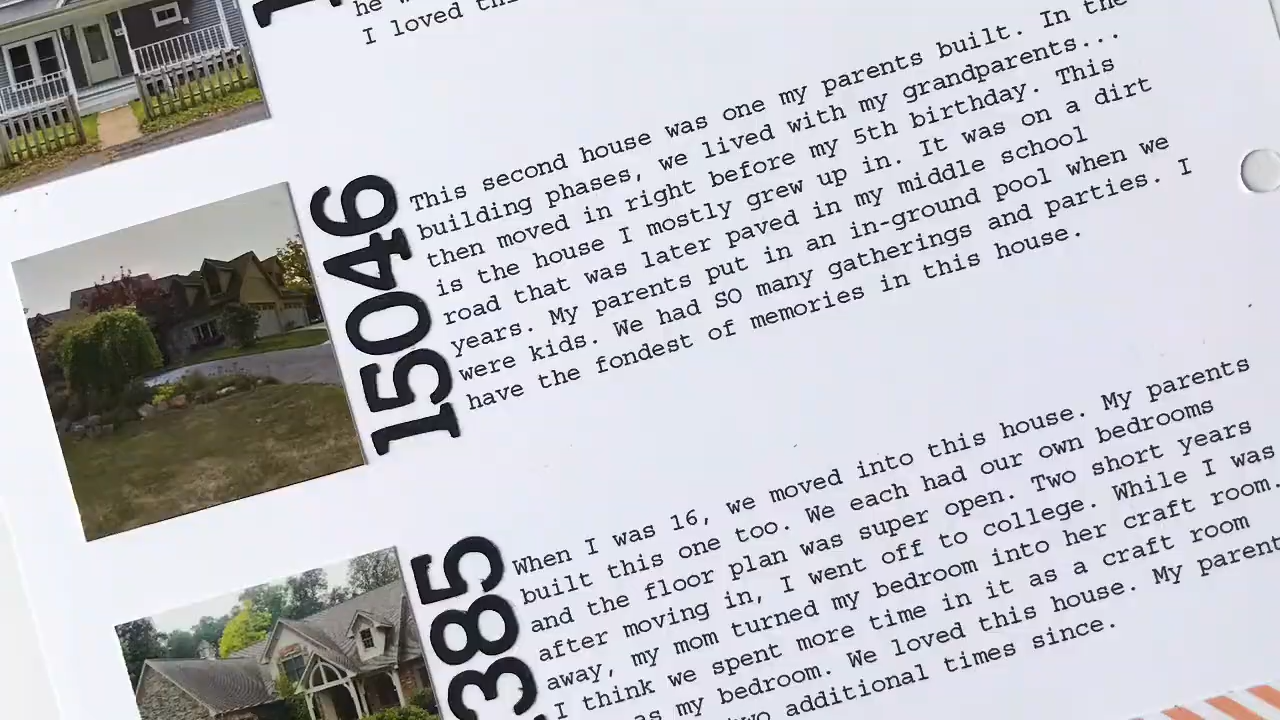 he
I loved
15046
This second house was one my parents built. In the
building phases, we lived with my grandparents...
then moved in right before my 5th birthday. This
is the house I mostly grew up in. It was on a dirt
road that was later paved in my middle school
years. My parents put in an in-ground pool when we
were kids. We had SO many gatherings and parties. I
have the fondest of memories in this house.
385
When I was 16, we moved into this house. My parents
built this one too. We each had our own bedrooms
and the floor plan was super open. Two short years
after moving in, I went off to college. While I was
away, my mom turned my bedroom into her craft room.
I think we spent more time in it as a craft room
as my bedroom. We loved this house. My parent
two additional times since.